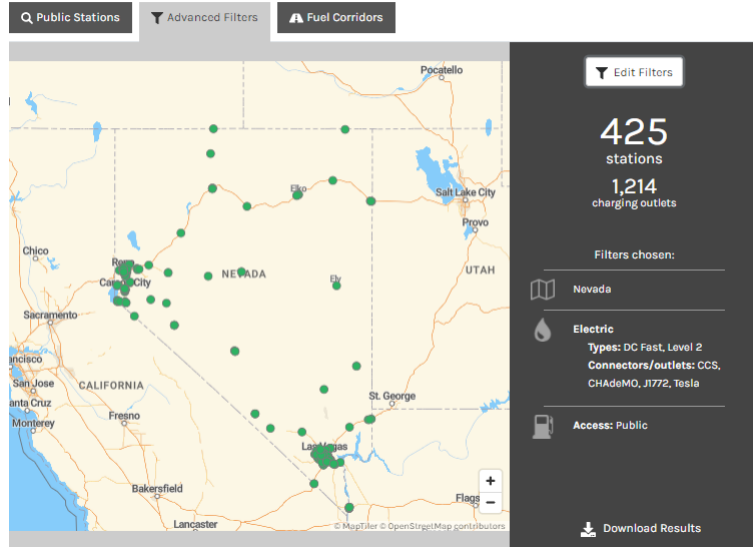 Public Stations
Advanced Filters
Fuel Corridors
Pocatello
Edit Filters
425
stations
1,214
charging outlets
Elko
Salt Lake City
Provo
Filters chosen:
Chico
Reno
Carson City
NEVADA
Ely
UTAH
Nevada
Sacramento
Electric
Types: DC Fast, Level 2
Connectors/outlets: CCS,
CHAdeMO, J1772, Tesla
ancisco
San Jose
CALIFORNIA
St. George
anta Cruz
Fresno
Monterey
Access: Public
Las Vegas
Bakersfield
+
−
Flags
Lancaster
© MapTiler © OpenStreetMap contributors
Download Results